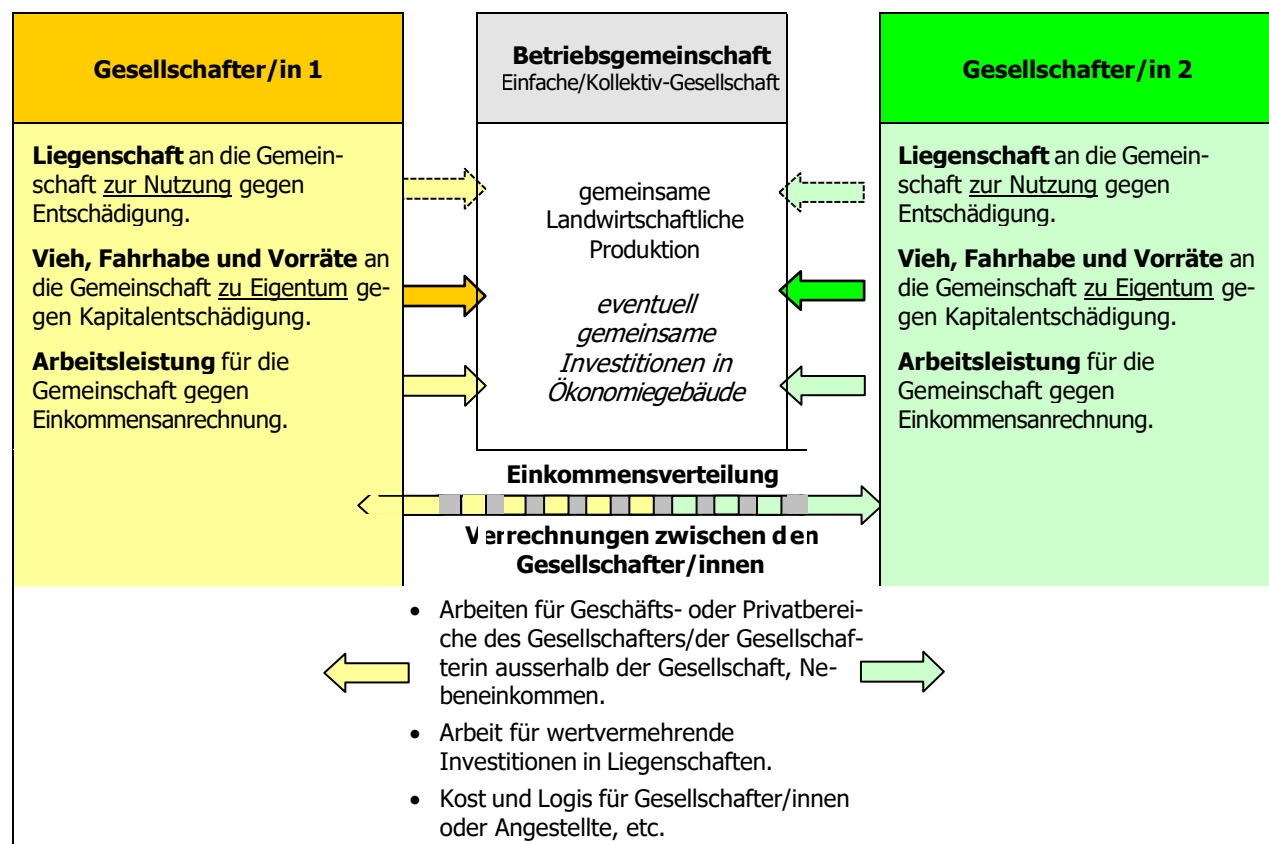 Gesellschafter/in 1
Betriebsgemeinschaft
Einfache/Kollektiv-Gesellschaft
Gesellschafter/in 2
Liegenschaft an die Gemein-
schaft zur Nutzung gegen
Entschädigung.
Vieh, Fahrhabe und Vorräte an
die Gemeinschaft zu Eigentum ge-
gen Kapitalentschädigung.
Arbeitsleistung für die
Gemeinschaft gegen
Einkommensanrechnung.
gemeinsame
Landwirtschaftliche
Produktion
eventuell
gemeinsame
Investitionen in
Ökonomiegebäude
Liegenschaft an die Gemein-
schaft zur Nutzung gegen
Entschädigung.
Vieh, Fahrhabe und Vorräte an
die Gemeinschaft zu Eigentum ge-
gen Kapitalentschädigung.
Arbeitsleistung für die
Gemeinschaft gegen
Einkommensanrechnung.
Einkommensverteilung
Verrechnungen zwischen den
Gesellschafter/innen
• Arbeiten für Geschäfts- oder Privatberei-
che des Gesellschafters/der Gesellschaf-
terin ausserhalb der Gesellschaft, Ne-
beneinkommen.
• Arbeit für wertvermehrende
Investitionen in Liegenschaften.
• Kost und Logis für Gesellschafter/innen
oder Angestellte, etc.